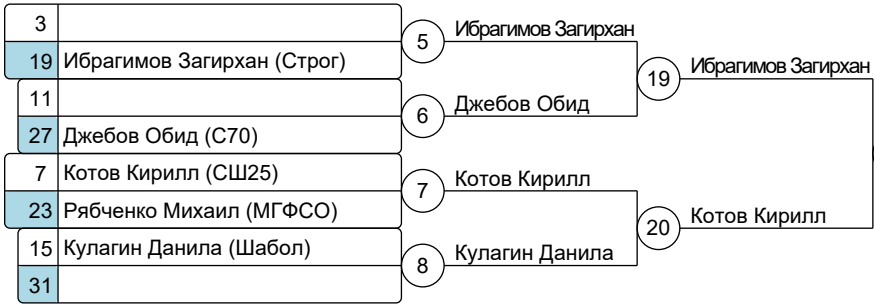 3
5
Ибрагимов Загирхан
19 Ибрагимов Загирхан (Строг)
19
Ибрагимов Загирхан
11
6
Джебов Обид
27 Джебов Обид (С70)
7 Котов Кирилл (СШ25)
7
Котов Кирилл
23 Рябченко Михаил (МГФСО)
20
Котов Кирилл
15 Кулагин Данила (Шабол)
8
Кулагин Данила
31